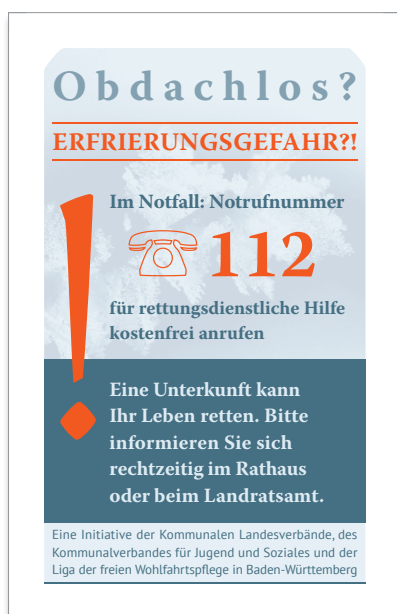 Obdachlos?
ERFRIERUNGSGEFAHR?!
Im Notfall: Notrufnummer
112
für rettungsdienstliche Hilfe
kostenfrei anrufen
!
Eine Unterkunft kann
Ihr Leben retten. Bitte
informieren Sie sich
rechtzeitig im Rathaus
oder beim Landratsamt.
Eine Initiative der Kommunalen Landesverbände, des
Kommunalverbandes für Jugend und Soziales und der
Liga der freien Wohlfahrtspflege in Baden-Württemberg